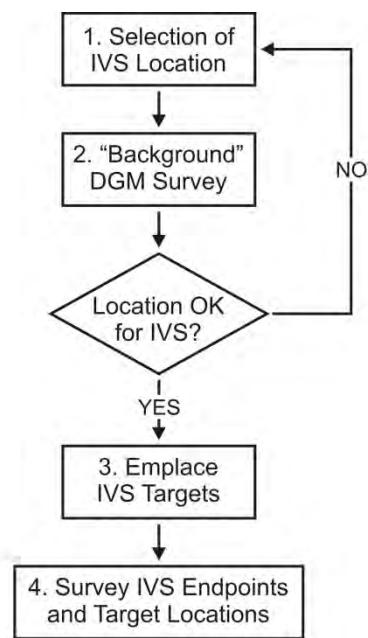 1. Selection of
IVS Location
2. “Background”
DGM Survey
NO
Location OK
for IVS?
YES
3. Emplace
IVS Targets
4. Survey IVS Endpoints
and Target Locations